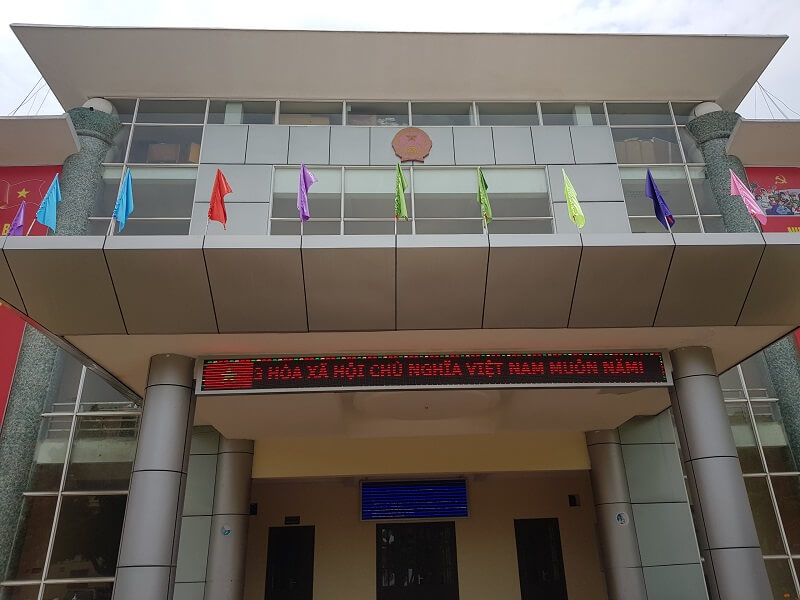 G HÒA XÃ HỘI CHỦ NGHĨA VIỆT NAM MUÔN NĂM!